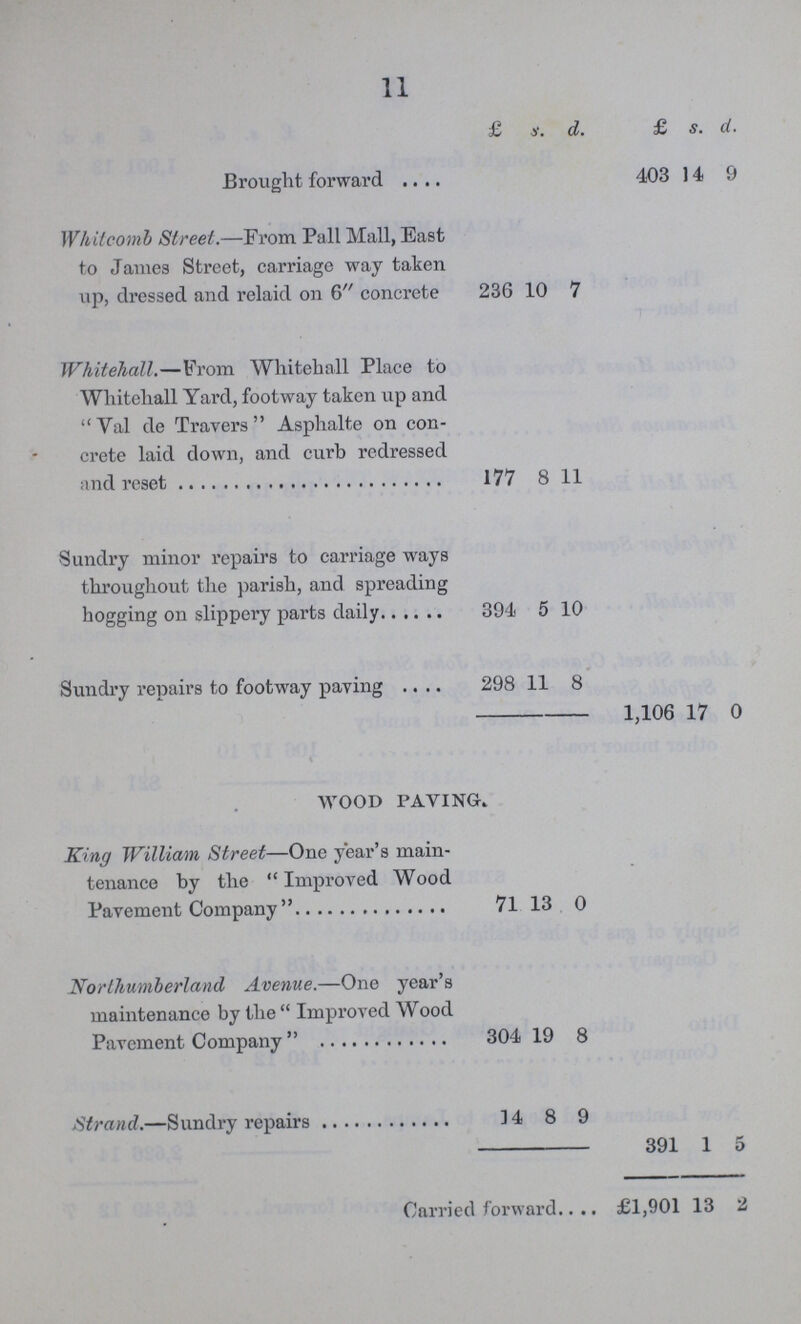 11
£ s. d. £ s. d.
Brought forward .... 403 14 9
Whitcomb Street.—From Pall Mall, East
to James Street, carriage way taken
up, dressed and relaid on 6" concrete 236 10 7
Whitehall.—From Whitehall Place to
Whitehall Yard, footway taken up and
"Val de Travers" Asphalte on con-
crete laid down, and curb redressed
and reset ........................ 177 8 11
Sundry minor repairs to carriage ways
throughout the parish, and spreading
hogging on slippery parts daily...... 394 5 10
Sundry repairs to footway paving .... 298 11 8
1,106 17 0
WOOD PAVING.
King William Street—One year's main-
tenance by the "Improved Wood
Pavement Company".............. 71 13 0
Northumberland Avenue.—One year's
maintenance by the "Improved Wood
Pavement Company" ............ 304 19 8
Strand.—Sundry repairs ............ 14 8 9
391 1 5
Carried forward.... £1,901 13 2